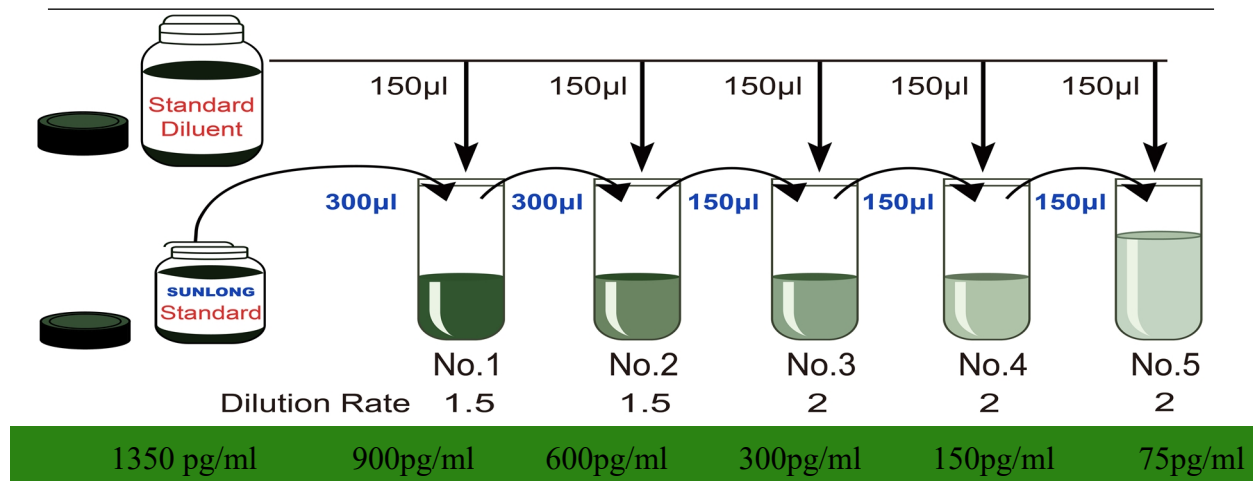 150µl 150µl 150µl 150µl 150µl
Standard
Diluent
300µl 300µl 150µl 150µl 150µl
SUNLONG
Standard
No.1 No.2 No.3 No.4 No.5
Dilution Rate 1.5 1.5 2 2 2
1350 pg/ml 900pg/ml 600pg/ml 300pg/ml 150pg/ml 75pg/ml